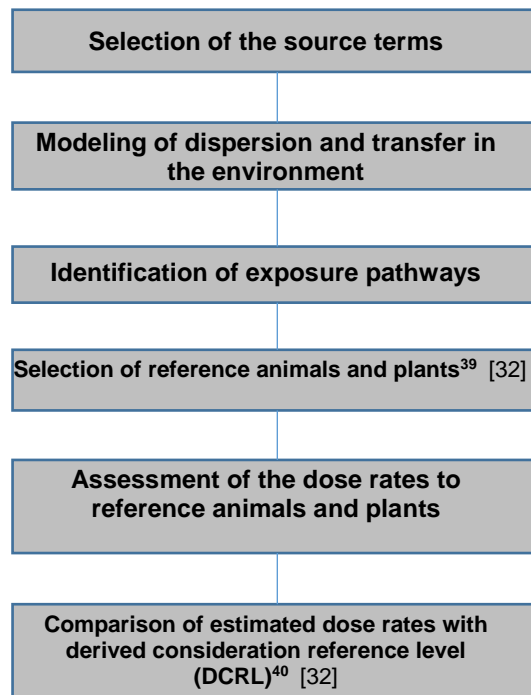 Selection of the source terms
Modeling of dispersion and transfer in
the environment
Identification of exposure pathways
Selection of reference animals and plants³⁹ [32]
Assessment of the dose rates to
reference animals and plants
Comparison of estimated dose rates with
derived consideration reference level
(DCRL)⁴⁰ [32]